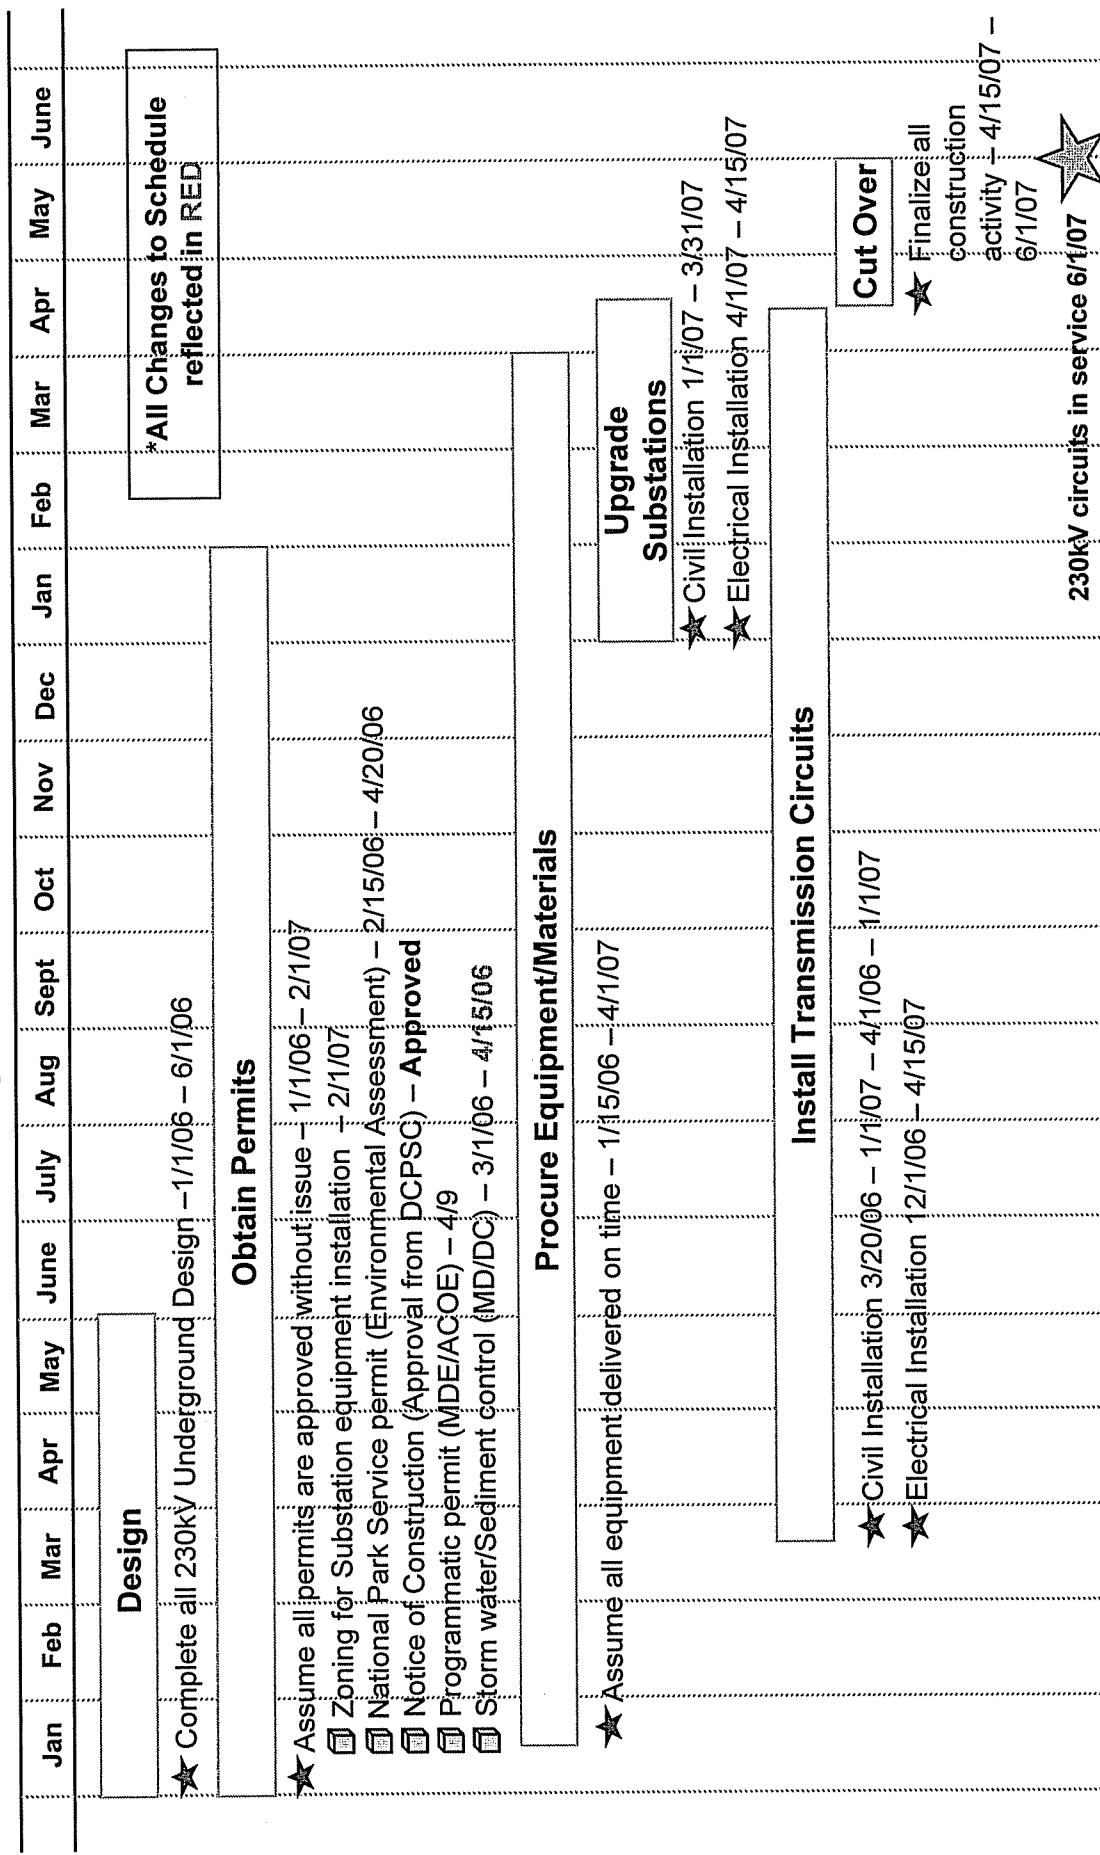 Jan Feb Mar Apr May June July Aug Sept Oct Nov Dec Jan Feb Mar Apr May June
*All Changes to Schedule
reflected in RED
Design
Complete all 230kV Underground Design –1/1/06 – 6/1/06
Obtain Permits
Assume all permits are approved without issue – 1/1/06 – 2/1/07
Zoning for Substation equipment installation – 2/1/07
National Park Service permit (Environmental Assessment) – 2/15/06 – 4/20/06
Notice of Construction (Approval from DCPSC) – Approved
Programmatic permit (MDE/ACOE) – 4/9
Storm water/Sediment control (MD/DC) – 3/1/06 – 4/15/06
Procure Equipment/Materials
Assume all equipment delivered on time – 1/15/06 – 4/1/07
Upgrade
Substations
Civil Installation 1/1/07 – 3/31/07
Electrical Installation 4/1/07 – 4/15/07
Install Transmission Circuits
Civil Installation 3/20/06 – 1/1/07 – 4/1/06 – 1/1/07
Electrical Installation 12/1/06 – 4/15/07
Cut Over
Finalize all
construction
activity – 4/15/07 –
6/1/07
230kV circuits in service 6/1/07